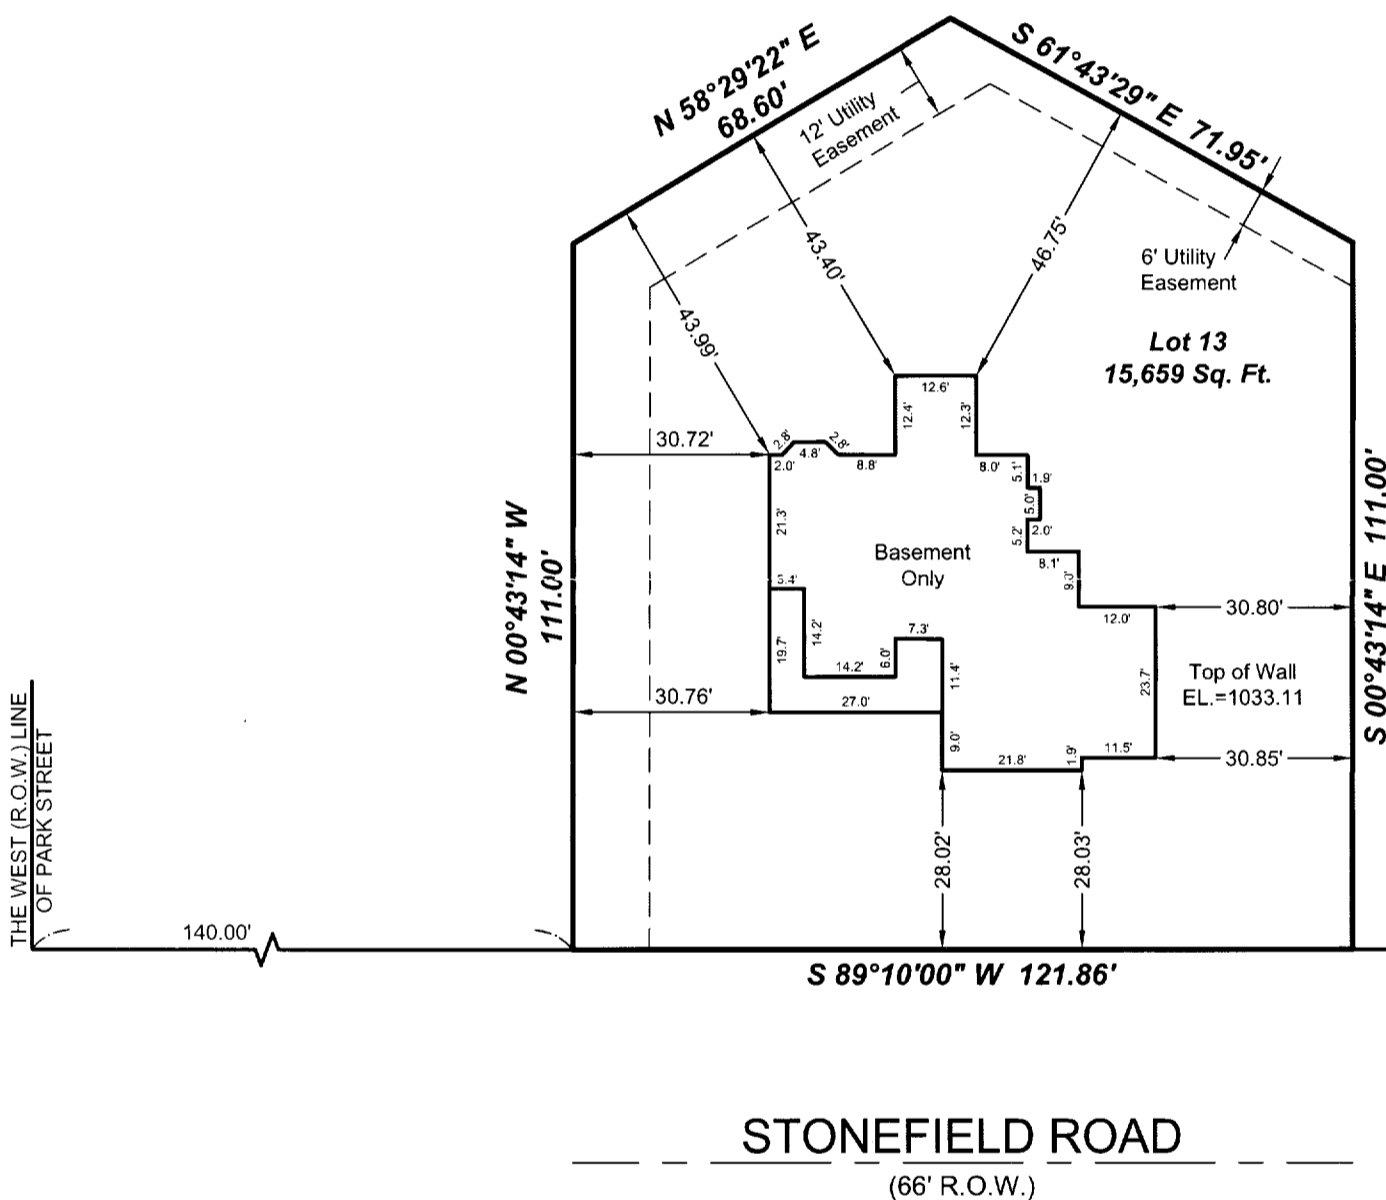 N 58°29'22" E
68.60'
S 61°43'29" E 71.95'
12' Utility
Easement
6' Utility
Easement
43.99'
43.40'
46.75'
Lot 13
15,659 Sq. Ft.
12.6'
12.4'
12.3'
30.72'
2.8'
2.8'
2.0'
4.8'
8.8'
8.0'
5.1'
1.9'
5.0'
5.2'
2.0'
8.1'
9.0'
21.3'
Basement
Only
N 00°43'14" W
111.00'
S 00°43'14" E 111.00'
5.4'
14.2'
19.7'
14.2'
6.0'
7.3'
11.4'
12.0'
30.80'
23.7'
Top of Wall
EL.=1033.11
30.76'
27.0'
9.0'
21.8'
1.9'
11.5'
30.85'
28.02'
28.03'
THE WEST (R.O.W.) LINE
OF PARK STREET
140.00'
S 89°10'00" W 121.86'
STONEFIELD ROAD
(66' R.O.W.)